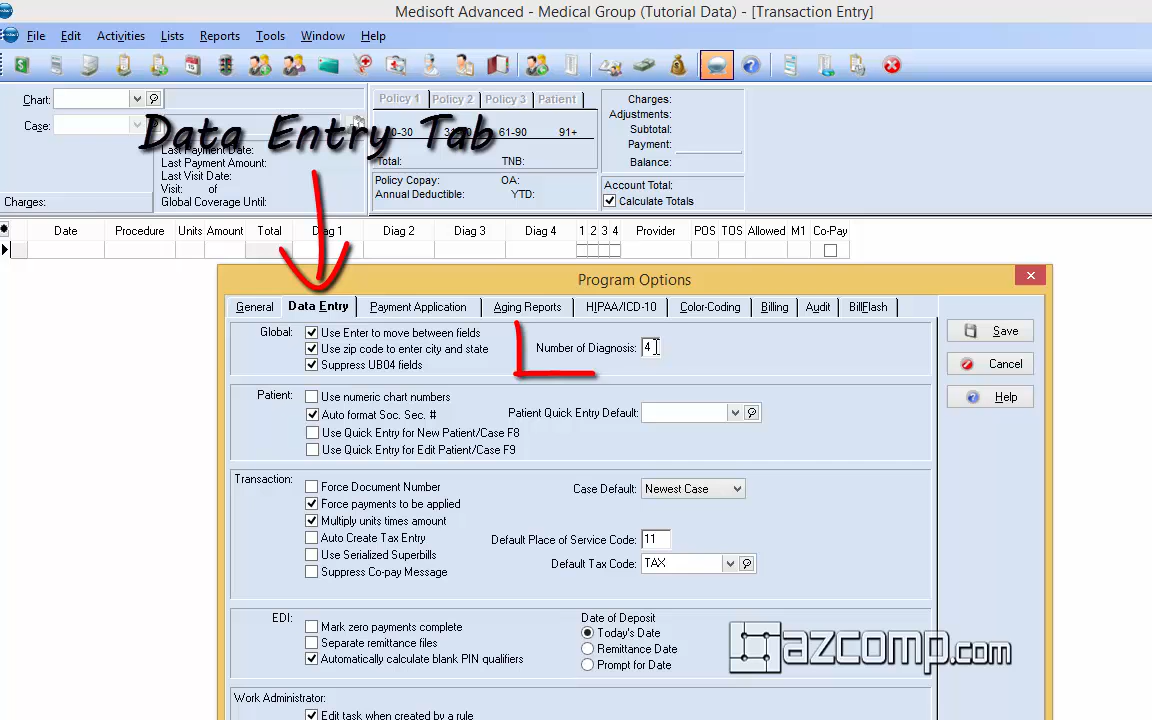 Medisoft Advanced - Medical Group (Tutorial Data) - [Transaction Entry]
File Edit Activities Lists Reports Tools Window Help
Chart:
Case:
Last Payment Date:
Last Payment Amount:
Last Visit Date:
Visit: of
Global Coverage Until:
Charges:
Policy 1 Policy 2 Policy 3 Patient
61-90 91+
Total: TNB:
Policy Copay: OA:
Annual Deductible: YTD:
Charges:
Adjustments:
Subtotal:
Payment:
Balance:
Account Total:
Calculate Totals
Data Entry Tab
Date Procedure Units Amount Total Diag 1 Diag 2 Diag 3 Diag 4 1 2 3 4 Provider POS TOS Allowed M1 Co-Pay
Program Options
General Data Entry Payment Application Aging Reports HIPAA/ICD-10 Color-Coding Billing Audit BillFlash
Global:
Use Enter to move between fields
Use zip code to enter city and state
Suppress UB04 fields
Number of Diagnosis: 4
Patient:
Use numeric chart numbers
Auto format Soc. Sec. #
Use Quick Entry for New Patient/Case F8
Use Quick Entry for Edit Patient/Case F9
Patient Quick Entry Default:
Transaction:
Force Document Number
Force payments to be applied
Multiply units times amount
Auto Create Tax Entry
Use Serialized Superbills
Suppress Co-pay Message
Case Default: Newest Case
Default Place of Service Code: 11
Default Tax Code: TAX
EDI:
Mark zero payments complete
Separate remittance files
Automatically calculate blank PIN qualifiers
Date of Deposit
Today's Date
Remittance Date
Prompt for Date
Work Administrator:
Edit task when created by a rule
Save
Cancel
Help
azcomp.com